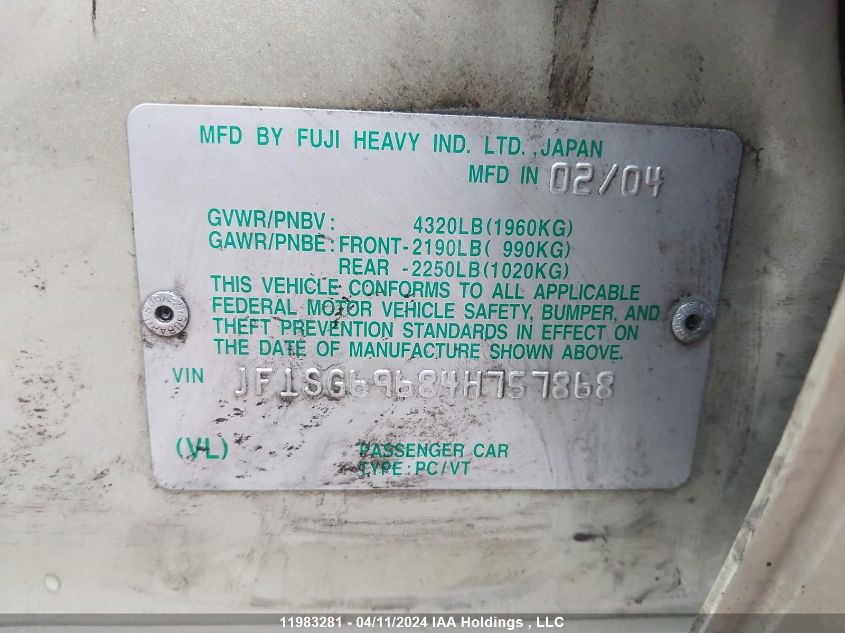 MFD BY FUJI HEAVY IND. LTD., JAPAN
MFD IN 02/04
GVWR/PNBV: 4320LB(1960KG)
GAWR/PNBE: FRONT-2190LB( 990KG)
REAR -2250LB(1020KG)
THIS VEHICLE CONFORMS TO ALL APPLICABLE
FEDERAL MOTOR VEHICLE SAFETY, BUMPER, AND
THEFT PREVENTION STANDARDS IN EFFECT ON
THE DATE OF MANUFACTURE SHOWN ABOVE.
VIN JF1SG69684H757868
(VL) PASSENGER CAR
TYPE: PC/VT
11983281 - 04/11/2024 IAA Holdings , LLC